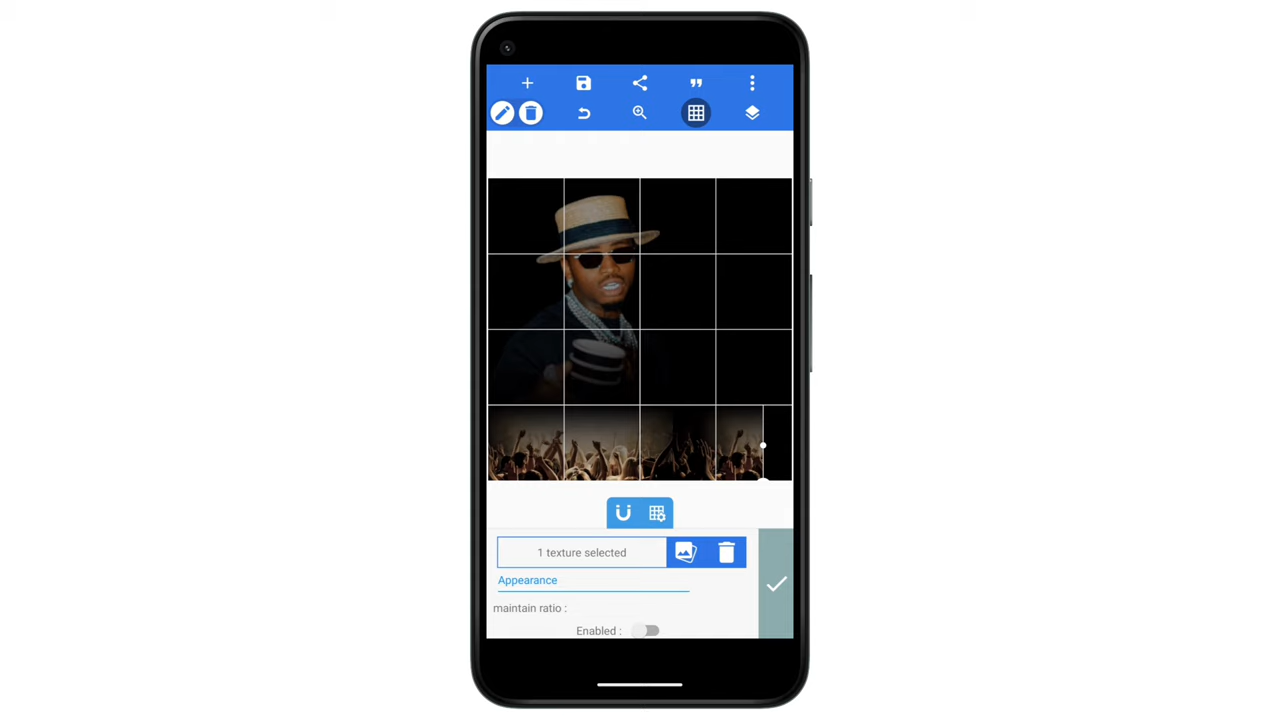 1 texture selected
Appearance
maintain ratio :
Enabled :